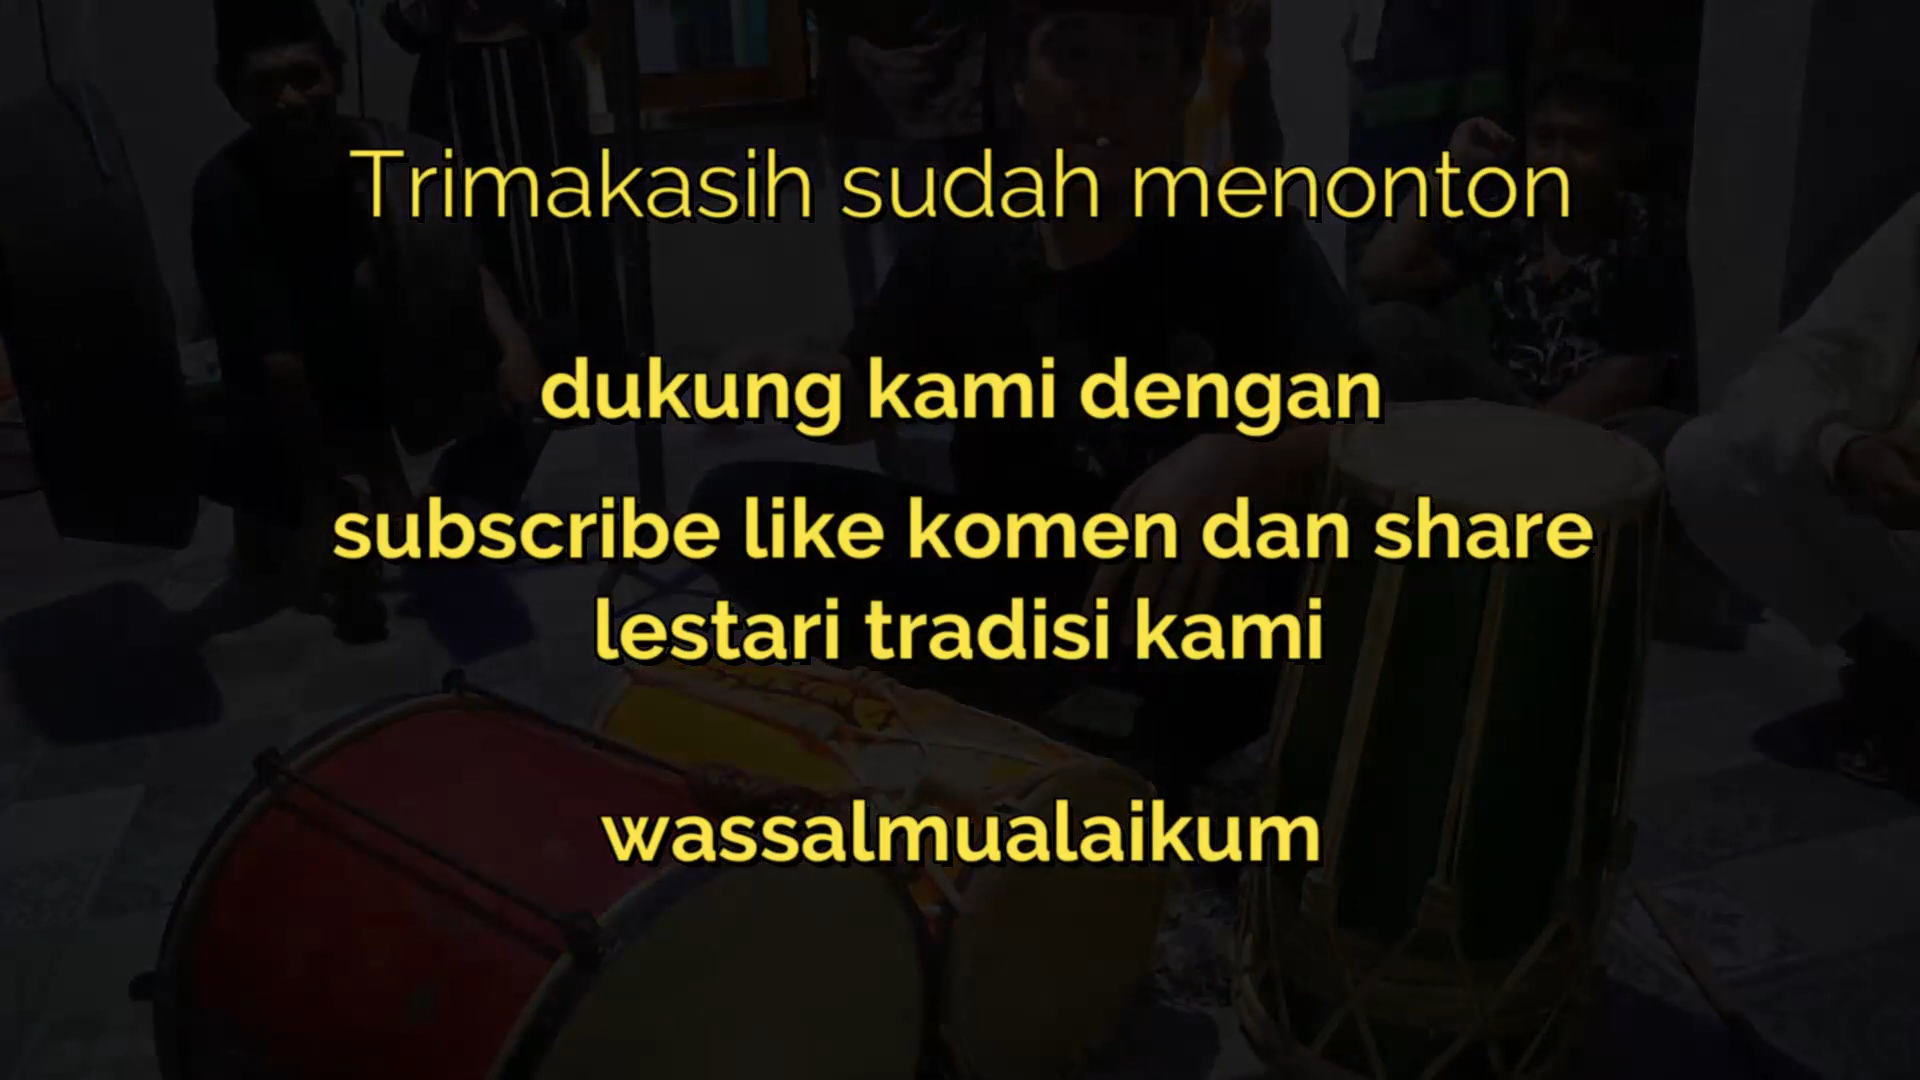 Trimakasih sudah menonton
dukung kami dengan
subscribe like komen dan share
lestari tradisi kami
wassalmualaikum